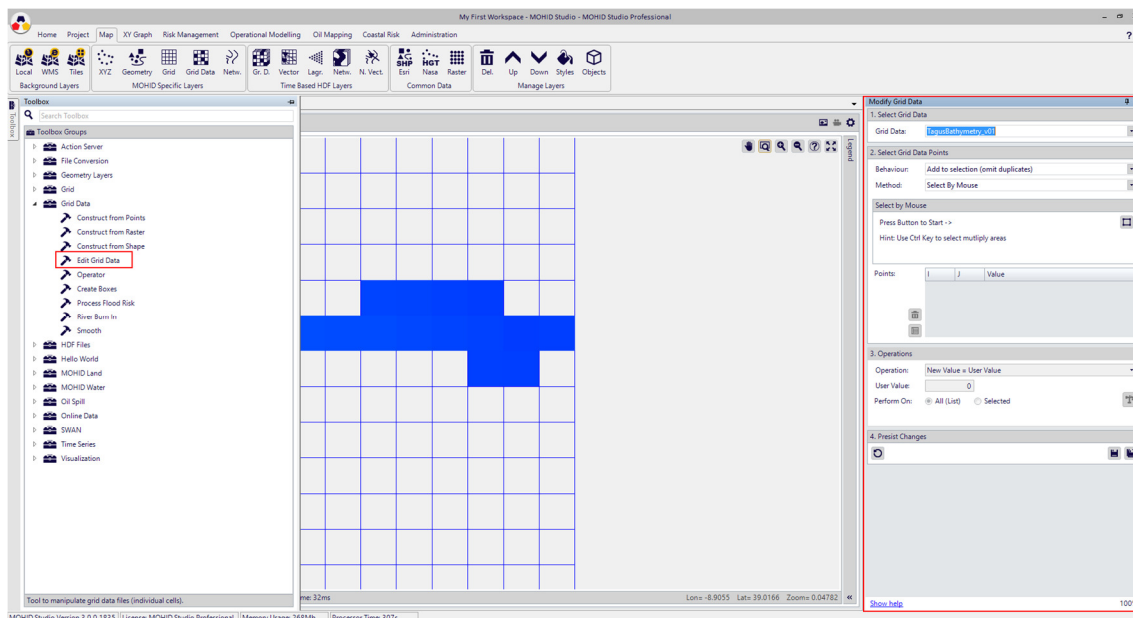 My First Workspace - MOHID Studio - MOHID Studio Professional
Home Project Map XY Graph Risk Management Operational Modelling Oil Mapping Coastal Risk Administration ?
SHP HGT
Local WMS Tiles XYZ Geometry Grid Grid Data Netw. Gr. D. Vector Lagr. Netw. N. Vect. Esri Nasa Raster Del. Up Down Styles Objects
Background Layers MOHID Specific Layers Time Based HDF Layers Common Data Manage Layers
Toolbox
Toolbox
Search Toolbox
Toolbox Groups
Action Server
File Conversion
Geometry Layers
Grid
Grid Data
Construct from Points
Construct from Raster
Construct from Shape
Edit Grid Data
Operator
Create Boxes
Process Flood Risk
River Burn In
Smooth
HDF Files
Hello World
MOHID Land
MOHID Water
Oil Spill
Online Data
SWAN
Time Series
Visualization
Tool to manipulate grid data files (individual cells).
Legend
me: 32ms
Lon= -8.9055 Lat= 39.0166 Zoom= 0.04782
Modify Grid Data
1. Select Grid Data
Grid Data: TagusBathymetry_v01
2. Select Grid Data Points
Behaviour: Add to selection (omit duplicates)
Method: Select By Mouse
Select by Mouse
Press Button to Start ->
Hint: Use Ctrl Key to select mutliply areas
Points: I J Value
3. Operations
Operation: New Value = User Value
User Value: 0
Perform On: All (List) Selected
4. Presist Changes
Show help 100%
MOHID Studio Version 3.0.0.1835 License: MOHID Studio Professional Memory Usage: 268Mb Processor Time: 307s